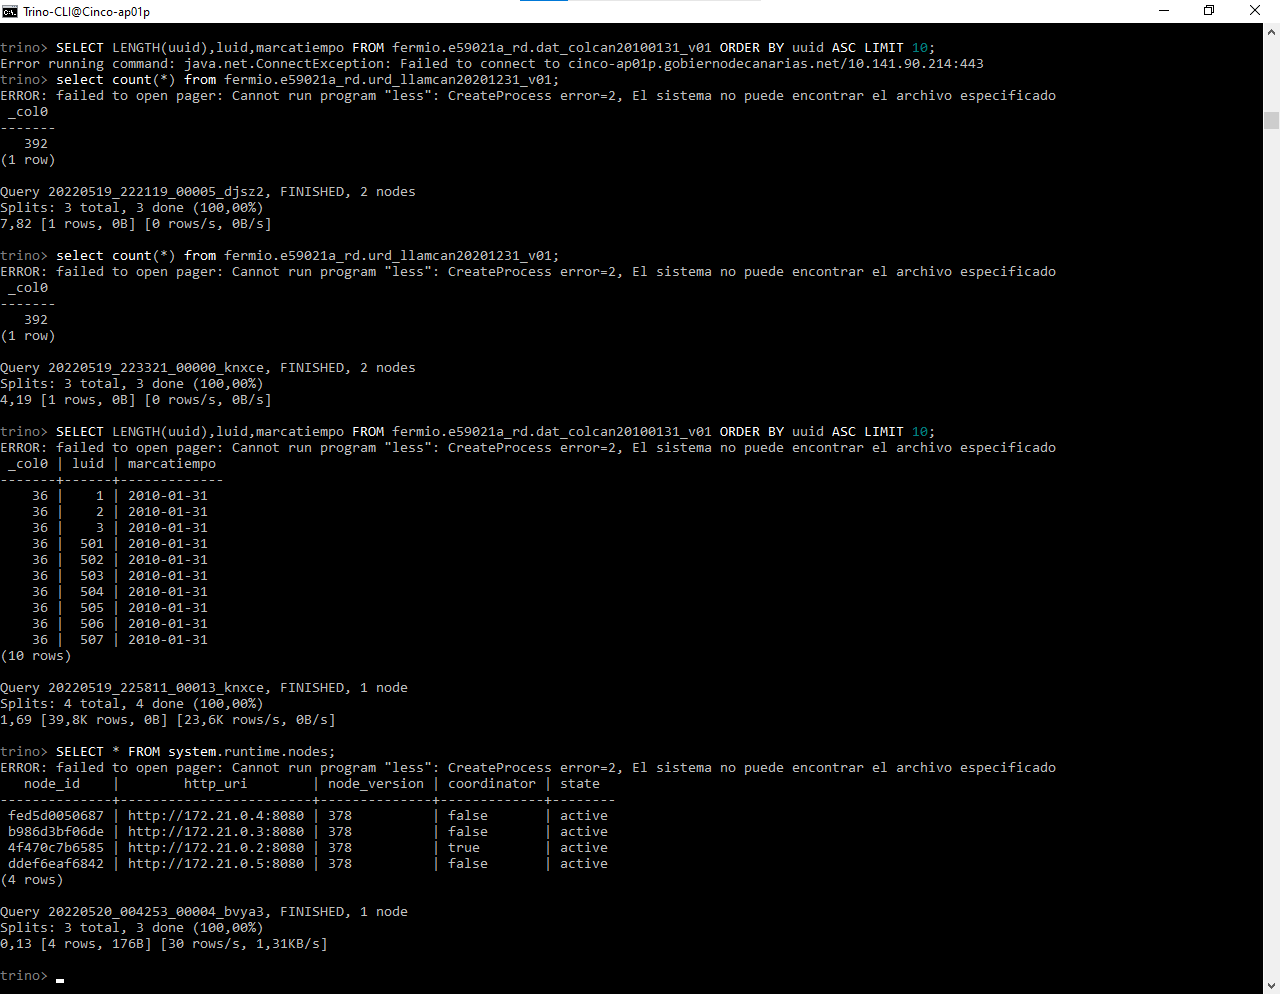 Trino-CLI@Cinco-ap01p
trino> SELECT LENGTH(uuid),luid,marcatiempo FROM fermio.e59021a_rd.dat_colcan20100131_v01 ORDER BY uuid ASC LIMIT 10;
Error running command: java.net.ConnectException: Failed to connect to cinco-ap01p.gobiernodecanarias.net/10.141.90.214:443
trino> select count(*) from fermio.e59021a_rd.urd_llamcan20201231_v01;
ERROR: failed to open pager: Cannot run program "less": CreateProcess error=2, El sistema no puede encontrar el archivo especificado
 _col0
-------
   392
(1 row)

Query 20220519_222119_00005_djsz2, FINISHED, 2 nodes
Splits: 3 total, 3 done (100,00%)
7,82 [1 rows, 0B] [0 rows/s, 0B/s]

trino> select count(*) from fermio.e59021a_rd.urd_llamcan20201231_v01;
ERROR: failed to open pager: Cannot run program "less": CreateProcess error=2, El sistema no puede encontrar el archivo especificado
 _col0
-------
   392
(1 row)

Query 20220519_223321_00000_knxce, FINISHED, 2 nodes
Splits: 3 total, 3 done (100,00%)
4,19 [1 rows, 0B] [0 rows/s, 0B/s]

trino> SELECT LENGTH(uuid),luid,marcatiempo FROM fermio.e59021a_rd.dat_colcan20100131_v01 ORDER BY uuid ASC LIMIT 10;
ERROR: failed to open pager: Cannot run program "less": CreateProcess error=2, El sistema no puede encontrar el archivo especificado
 _col0 | luid | marcatiempo
-------+------+-------------
    36 |    1 | 2010-01-31
    36 |    2 | 2010-01-31
    36 |    3 | 2010-01-31
    36 |  501 | 2010-01-31
    36 |  502 | 2010-01-31
    36 |  503 | 2010-01-31
    36 |  504 | 2010-01-31
    36 |  505 | 2010-01-31
    36 |  506 | 2010-01-31
    36 |  507 | 2010-01-31
(10 rows)

Query 20220519_225811_00013_knxce, FINISHED, 1 node
Splits: 4 total, 4 done (100,00%)
1,69 [39,8K rows, 0B] [23,6K rows/s, 0B/s]

trino> SELECT * FROM system.runtime.nodes;
ERROR: failed to open pager: Cannot run program "less": CreateProcess error=2, El sistema no puede encontrar el archivo especificado
   node_id    |        http_uri        | node_version | coordinator | state
--------------+------------------------+--------------+-------------+--------
 fed5d0050687 | http://172.21.0.4:8080 | 378          | false       | active
 b986d3bf06de | http://172.21.0.3:8080 | 378          | false       | active
 4f470c7b6585 | http://172.21.0.2:8080 | 378          | true        | active
 ddef6eaf6842 | http://172.21.0.5:8080 | 378          | false       | active
(4 rows)

Query 20220520_004253_00004_bvya3, FINISHED, 1 node
Splits: 3 total, 3 done (100,00%)
0,13 [4 rows, 176B] [30 rows/s, 1,31KB/s]

trino>